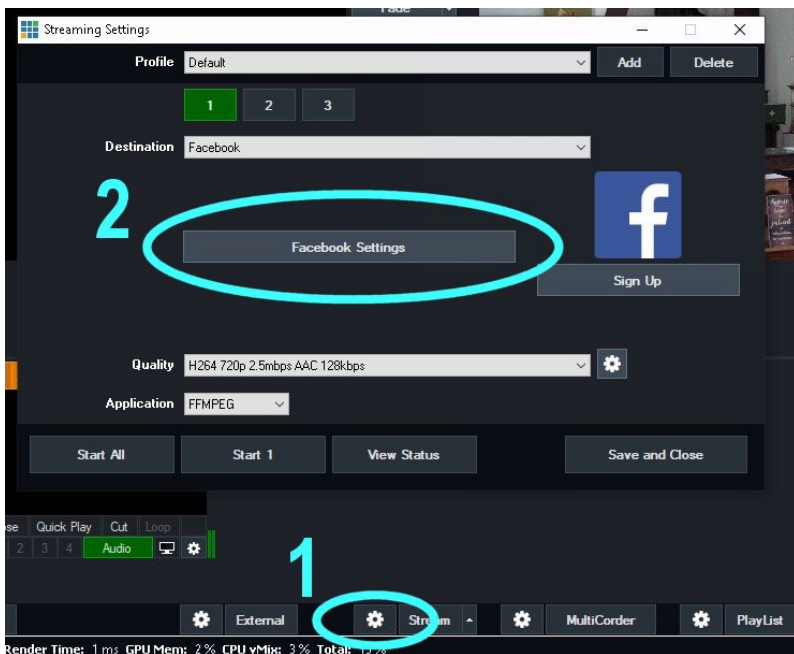 Fade
Streaming Settings
Profile Default Add Delete
1 2 3
Destination Facebook
2
Facebook Settings
Sign Up
Quality H264 720p 2.5mbps AAC 128kbps
Application FFMPEG
Start All Start 1 View Status Save and Close
Quick Play Cut Loop
2 3 4 Audio
1
External Stream MultiCorder PlayList
Render Time: 1 ms GPU Mem: 2 % CPU vMix: 3 % Total: